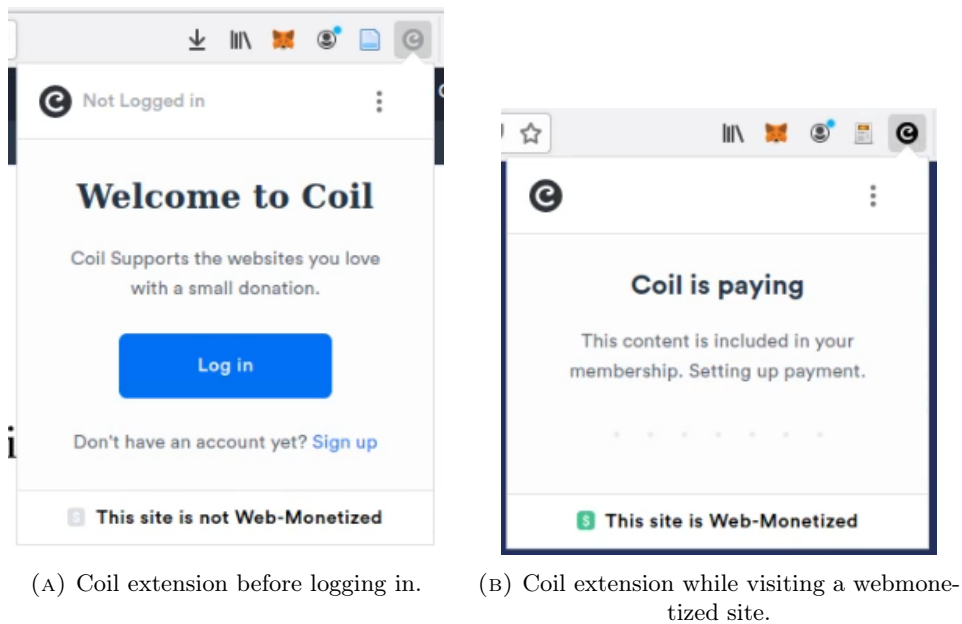 Not Logged in
Welcome to Coil
Coil Supports the websites you love
with a small donation.
Log in
Don't have an account yet? Sign up
This site is not Web-Monetized
(A) Coil extension before logging in.
Coil is paying
This content is included in your
membership. Setting up payment.
This site is Web-Monetized
(B) Coil extension while visiting a webmone-
tized site.